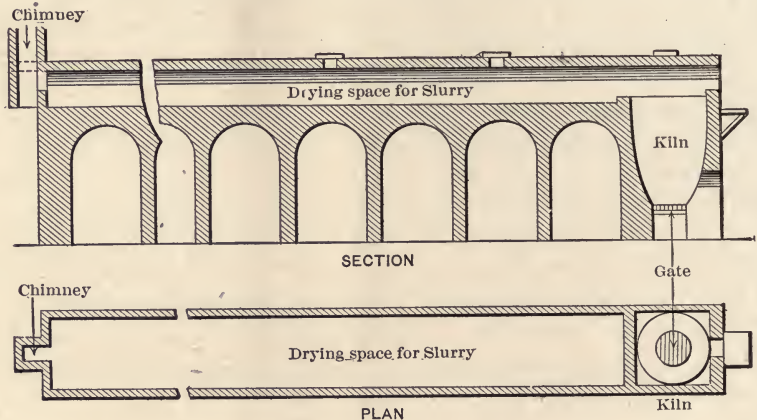 Chimney
Drying space for Slurry
Kiln
SECTION
Gate
Chimney
Drying space for Slurry
Kiln
PLAN